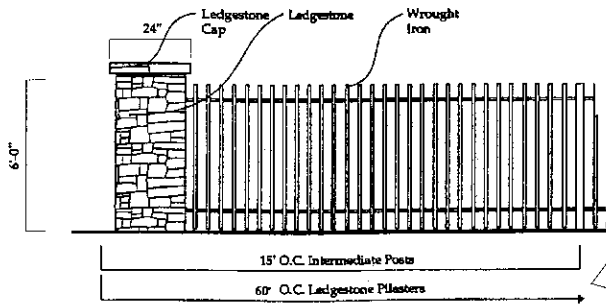 24"
Ledgestone
Cap
Ledgestone
Wrought
Iron
6'-0"
15' O.C. Intermediate Posts
60' O.C. Ledgestone Pilasters